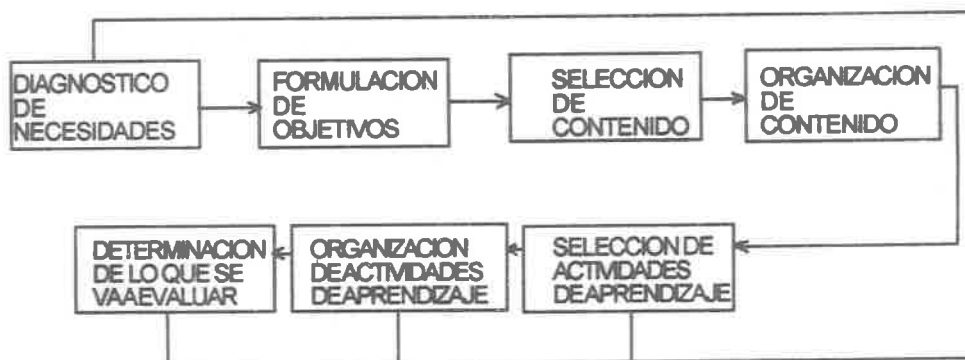 DIAGNOSTICO
DE
NECESIDADES
FORMULACION
DE
OBJETIVOS
SELECCION
DE
CONTENIDO
ORGANIZACION
DE
CONTENIDO
DETERMINACION
DE LO QUE SE
VAAEVALUAR
ORGANIZACION
DEACTIVIDADES
DEAPRENDIZAJE
SELECCION DE
ACTIVIDADES
DEAPRENDIZAJE